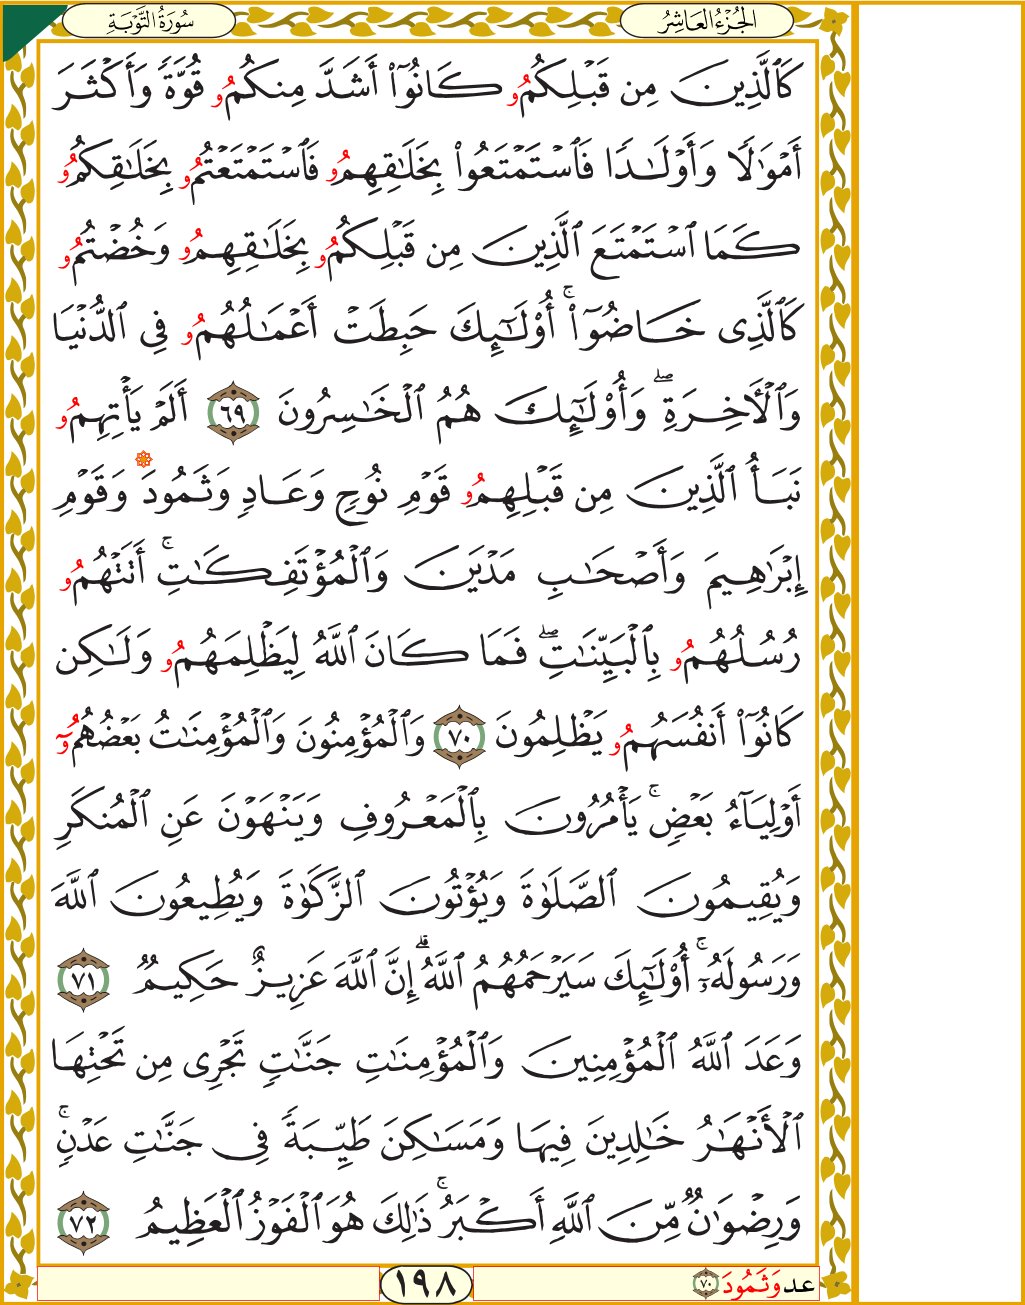 الجُزْءُ العَاشِرُ
سُورَةُ التَّوْبَةِ
كَٱلَّذِينَ مِن قَبْلِكُمُۥ كَانُوٓا۟ أَشَدَّ مِنكُمُۥ قُوَّةً وَأَكْثَرَ
أَمْوَٰلًا وَأَوْلَٰدًا فَٱسْتَمْتَعُوا۟ بِخَلَٰقِهِمُۥ فَٱسْتَمْتَعْتُمُۥ بِخَلَٰقِكُمُۥ
كَمَا ٱسْتَمْتَعَ ٱلَّذِينَ مِن قَبْلِكُمُۥ بِخَلَٰقِهِمُۥ وَخُضْتُمُۥ
كَٱلَّذِى خَاضُوٓا۟ ۚ أُو۟لَٰٓئِكَ حَبِطَتْ أَعْمَٰلُهُمُۥ فِى ٱلدُّنْيَا
وَٱلْأَخِرَةِ ۖ وَأُو۟لَٰٓئِكَ هُمُ ٱلْخَٰسِرُونَ ٦٩ أَلَمْ يَأْتِهِمُۥ
نَبَأُ ٱلَّذِينَ مِن قَبْلِهِمُۥ قَوْمِ نُوحٍ وَعَادٍ وَثَمُودَ وَقَوْمِ
إِبْرَٰهِيمَ وَأَصْحَٰبِ مَدْيَنَ وَٱلْمُؤْتَفِكَٰتِ ۚ أَتَتْهُمُۥ
رُسُلُهُمُۥ بِٱلْبَيِّنَٰتِ ۖ فَمَا كَانَ ٱللَّهُ لِيَظْلِمَهُمُۥ وَلَٰكِن
كَانُوٓا۟ أَنفُسَهُمُۥ يَظْلِمُونَ ٧٠ وَٱلْمُؤْمِنُونَ وَٱلْمُؤْمِنَٰتُ بَعْضُهُمُۥٓ
أَوْلِيَآءُ بَعْضٍ ۚ يَأْمُرُونَ بِٱلْمَعْرُوفِ وَيَنْهَوْنَ عَنِ ٱلْمُنكَرِ
وَيُقِيمُونَ ٱلصَّلَوٰةَ وَيُؤْتُونَ ٱلزَّكَوٰةَ وَيُطِيعُونَ ٱللَّهَ
وَرَسُولَهُۥٓ ۚ أُو۟لَٰٓئِكَ سَيَرْحَمُهُمُ ٱللَّهُ ۗ إِنَّ ٱللَّهَ عَزِيزٌ حَكِيمٌ ٧١
وَعَدَ ٱللَّهُ ٱلْمُؤْمِنِينَ وَٱلْمُؤْمِنَٰتِ جَنَّٰتٍ تَجْرِى مِن تَحْتِهَا
ٱلْأَنْهَٰرُ خَٰلِدِينَ فِيهَا وَمَسَٰكِنَ طَيِّبَةً فِى جَنَّٰتِ عَدْنٍ ۚ
وَرِضْوَٰنٌ مِّنَ ٱللَّهِ أَكْبَرُ ۚ ذَٰلِكَ هُوَ ٱلْفَوْزُ ٱلْعَظِيمُ ٧٢
عد وَثَمُودَ ٧٠
١٩٨